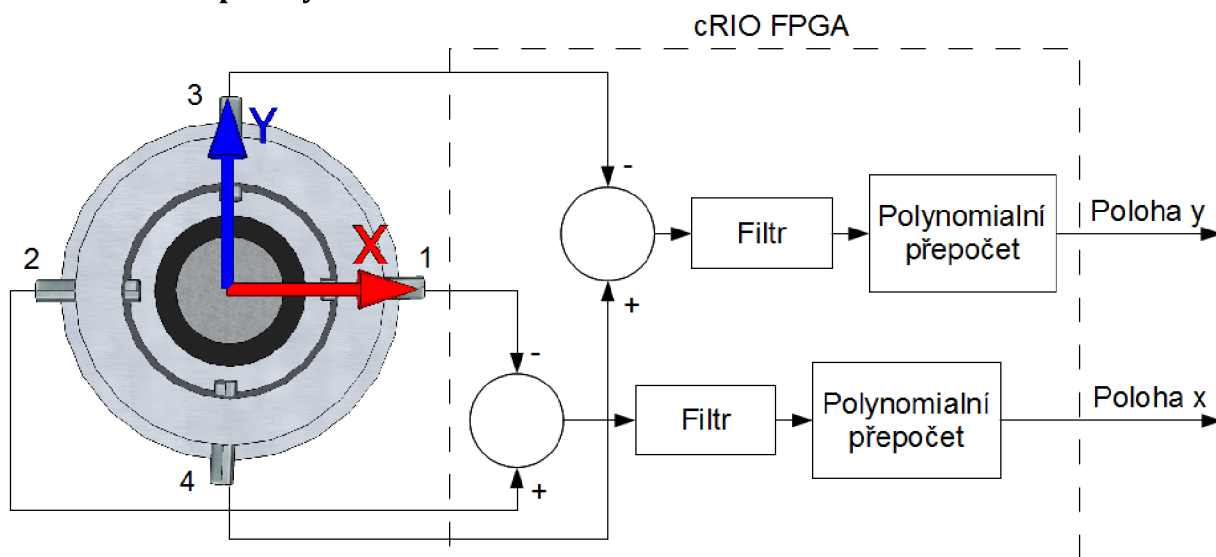 cRIO FPGA
3
Y
-
Filtr
Polynomialní
přepočet
Poloha y
2
X
1
+
-
Filtr
Polynomialní
přepočet
Poloha x
4
+